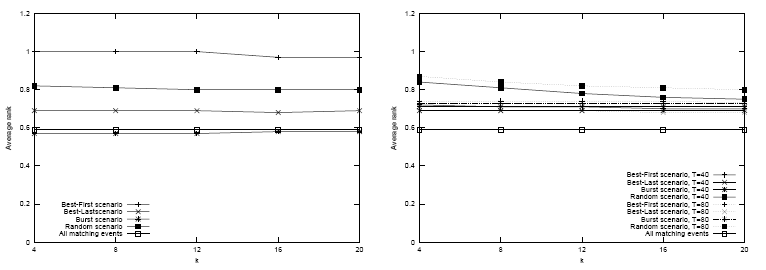 1.2
1
0.8
0.6
0.4
0.2
0
4
8
12
16
20
Average rank
k
Best-First scenario
Best-Lastscenario
Burst scenario
Random scenario
All matching events
1.2
1
0.8
0.6
0.4
0.2
0
4
8
12
16
20
Average rank
k
Best-First scenario, T=40
Best-Last scenario, T=40
Burst scenario, T=40
Random scenario, T=40
Best-First scenario, T=80
Best-Last scenario, T=80
Burst scenario, T=80
Random scenario, T=80
All matching events